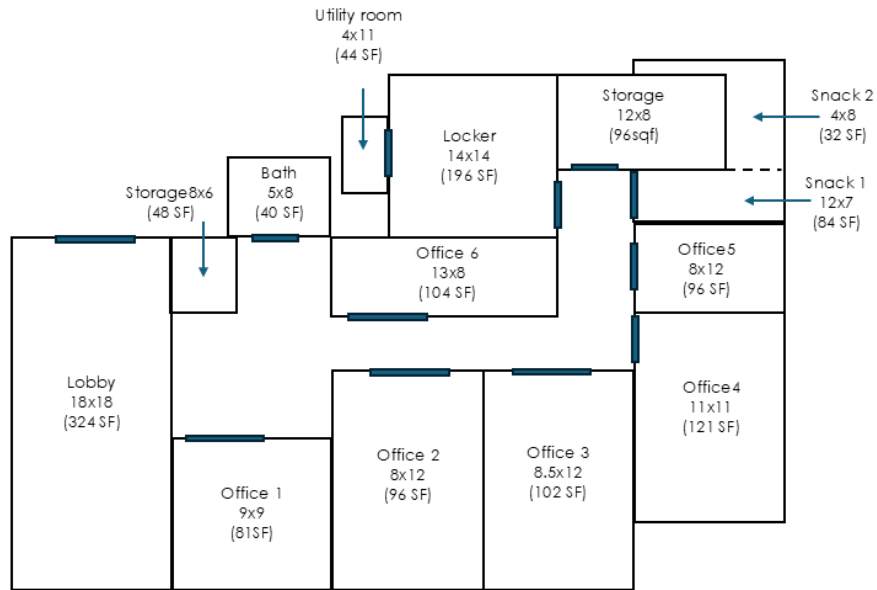 Utility room
4x11
(44 SF)
Storage
12x8
(96sqf)
Snack 2
4x8
(32 SF)
Locker
14x14
(196 SF)
Bath
5x8
(40 SF)
Storage8x6
(48 SF)
Snack 1
12x7
(84 SF)
Office 6
13x8
(104 SF)
Office5
8x12
(96 SF)
Lobby
18x18
(324 SF)
Office4
11x11
(121 SF)
Office 2
8x12
(96 SF)
Office 3
8.5x12
(102 SF)
Office 1
9x9
(81SF)